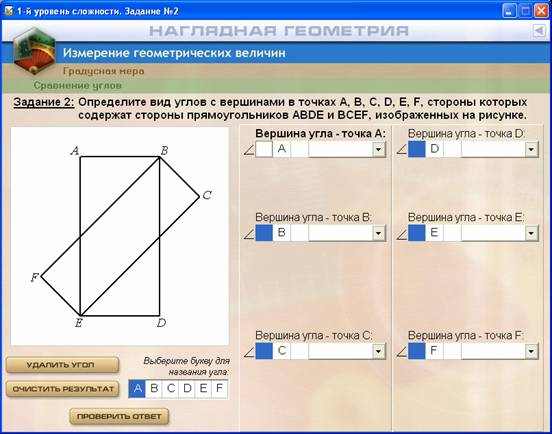 1-й уровень сложности. Задание №2
НАГЛЯДНАЯ ГЕОМЕТРИЯ
Измерение геометрических величин
Градусная мера
Сравнение углов
Задание 2: Определите вид углов с вершинами в точках A, B, C, D, E, F, стороны которых
содержат стороны прямоугольников ABDE и BCEF, изображенных на рисунке.
A B
C
F
E D
Вершина угла - точка A:
∠ A
Вершина угла - точка B:
∠ B
Вершина угла - точка C:
∠ C
Вершина угла - точка D:
∠ D
Вершина угла - точка E:
∠ E
Вершина угла - точка F:
∠ F
УДАЛИТЬ УГОЛ
ОЧИСТИТЬ РЕЗУЛЬТАТ
Выберите букву для
названия угла:
A B C D E F
ПРОВЕРИТЬ ОТВЕТ